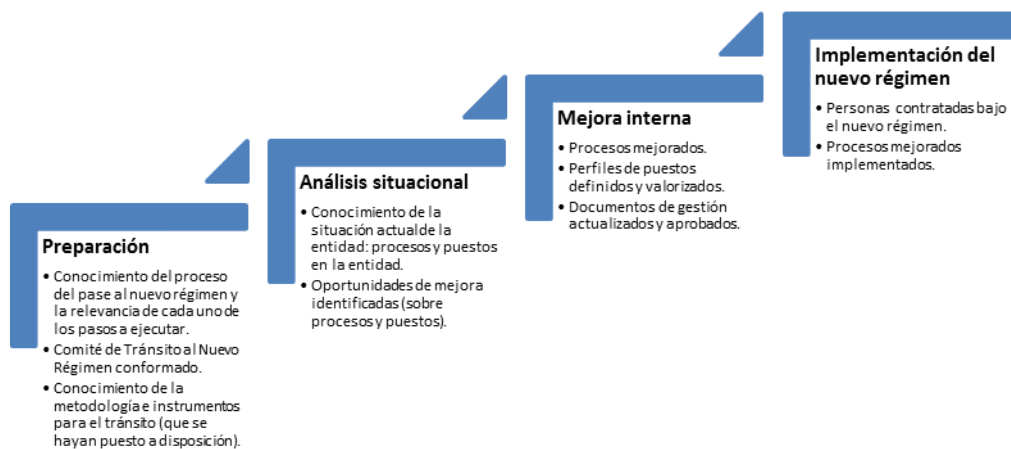 Preparación
• Conocimiento del proceso
del pase al nuevo régimen y
la relevancia de cada uno de
los pasos a ejecutar.
• Comité de Tránsito al Nuevo
Régimen conformado.
• Conocimiento de la
metodología e instrumentos
para el tránsito (que se
hayan puesto a disposición).
Análisis situacional
• Conocimiento de la
situación actual de la
entidad: procesos y puestos
en la entidad.
• Oportunidades de mejora
identificadas (sobre
procesos y puestos).
Mejora interna
• Procesos mejorados.
• Perfiles de puestos
definidos y valorizados.
• Documentos de gestión
actualizados y aprobados.
Implementación del
nuevo régimen
• Personas contratadas bajo
el nuevo régimen.
• Procesos mejorados
implementados.